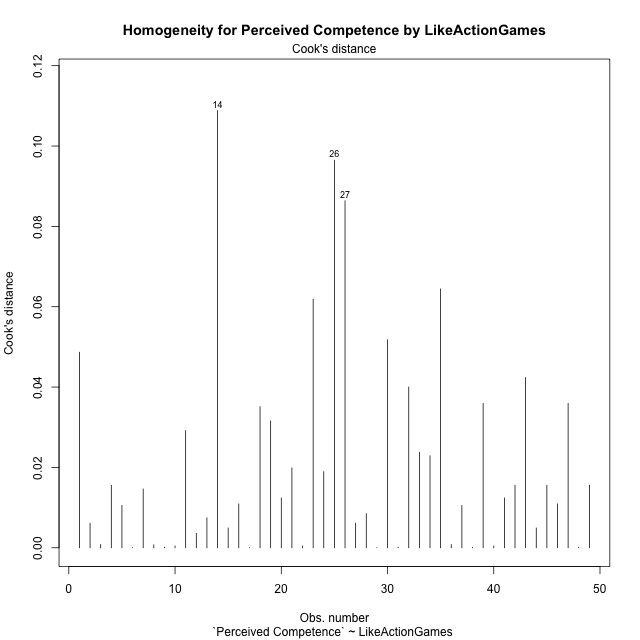 Homogeneity for Perceived Competence by LikeActionGames
Cook's distance
0.12
0.10
0.08
0.06
0.04
0.02
0.00
Cook's distance
14
26
27
0 10 20 30 40 50
Obs. number
`Perceived Competence` ~ LikeActionGames